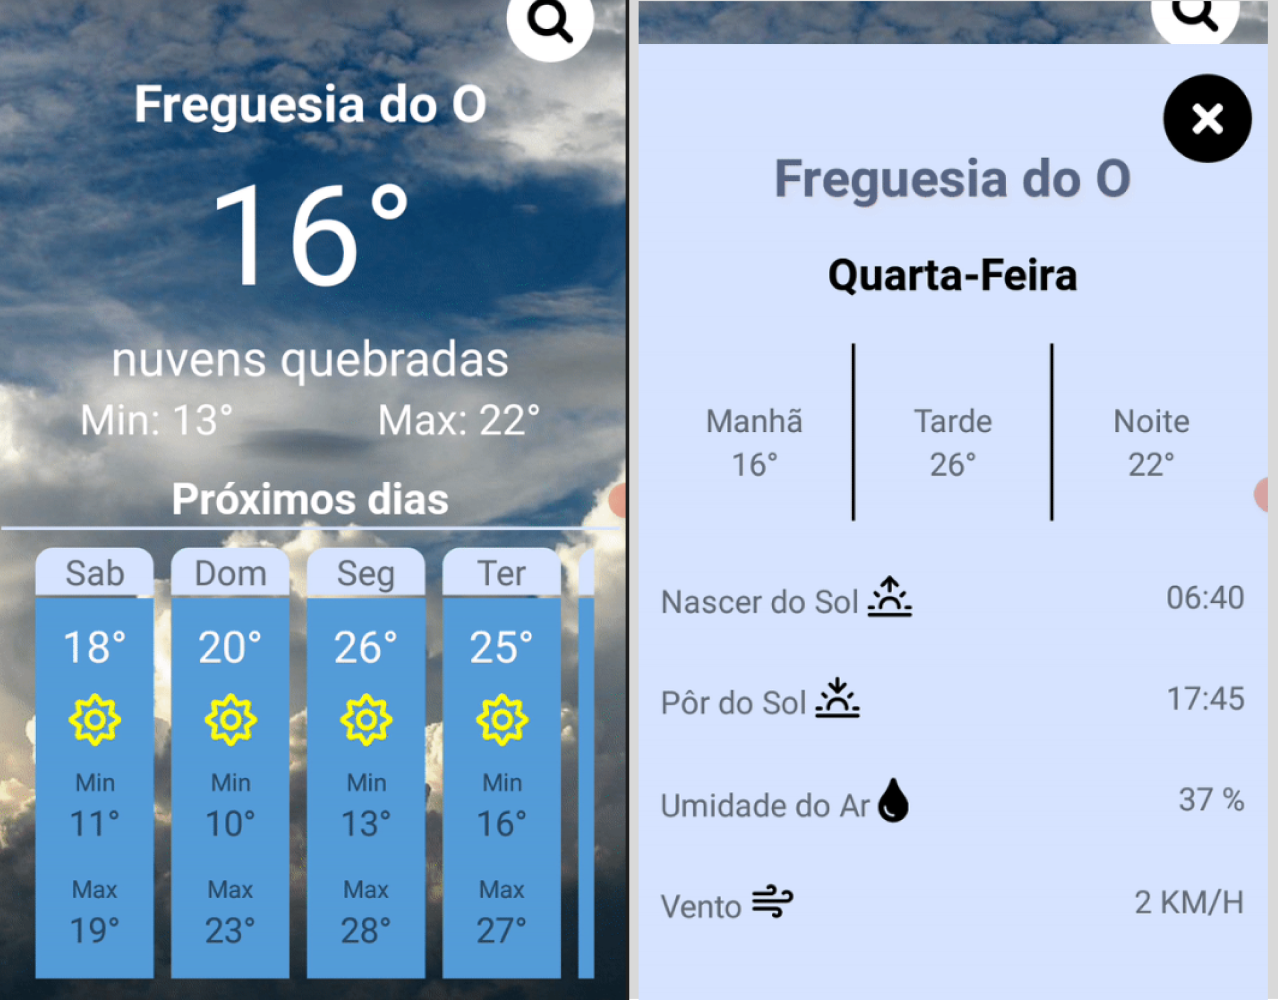 Freguesia do O
16°
nuvens quebradas
Min: 13° Max: 22°
Próximos dias
Sab Dom Seg Ter
18° 20° 26° 25°
Min Min Min Min
11° 10° 13° 16°
Max Max Max Max
19° 23° 28° 27°
Freguesia do O
Quarta-Feira
Manhã Tarde Noite
16° 26° 22°
Nascer do Sol 06:40
Pôr do Sol 17:45
Umidade do Ar 37 %
Vento 2 KM/H